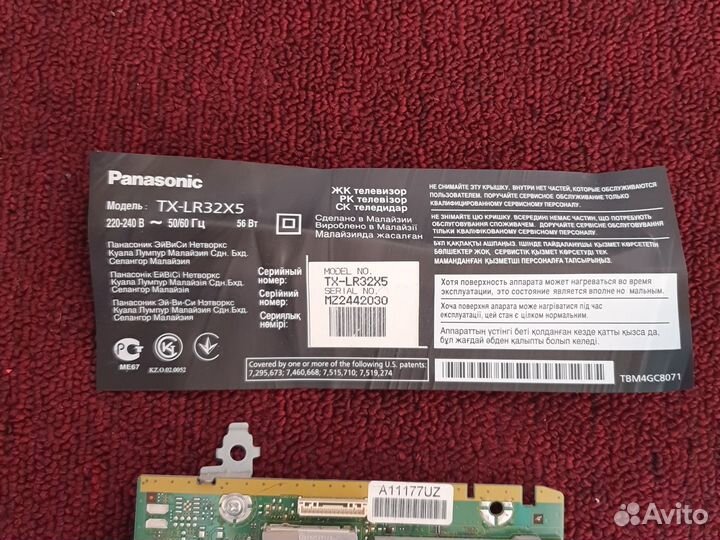 Panasonic
Модель : TX-LR32X5
220-240 В ~ 50/60 Гц 56 Вт
Панасоник ЭйВиСи Нетворкс
Куала Лумпур Малайзия Сдн. Бхд.
Селангор Малайзия
Панасонік ЕйВіСі Нетворкс
Куала Лумпур Малайзія Сдн.Бхд.
Селангор Малайзія
Панасоник Эй-Ви-Си Нэтворкс
Куала Лумпур Малайзия Сдн.Бхд.
Селангор Малайзия
ME67
KZ.O.02.0052
ЖК телевизор
РК телевізор
СК теледидар
Сделано в Малайзии
Вироблено в Малайзії
Малайзияда жасалған
Серийный номер:
Серійний номер:
Сериялық нөмірі:
MODEL NO.
TX-LR32X5
SERIAL NO.
MZ2442030
Covered by one or more of the following U.S. patents:
7,295,673; 7,460,668; 7,515,710; 7,519,274
НЕ СНИМАЙТЕ ЭТУ КРЫШКУ. ВНУТРИ НЕТ ЧАСТЕЙ, КОТОРЫЕ ОБСЛУЖИВАЮТСЯ
ПОЛЬЗОВАТЕЛЕМ. ПОРУЧАЙТЕ СЕРВИСНОЕ ОБСЛУЖИВАНИЕ ТОЛЬКО
КВАЛИФИЦИРОВАННОМУ СЕРВИСНОМУ ПЕРСОНАЛУ.
НЕ ЗНІМАЙТЕ ЦЮ КРИШКУ. ВСЕРЕДИНІ НЕМАЄ ЧАСТИН, ЩО ПОТРЕБУЮТЬ
ОБСЛУГОВУВАННЯ КОРИСТУВАЧЕМ. ДОРУЧАЙТЕ СЕРВІСНЕ ОБСЛУГОВУВАННЯ
ТІЛЬКИ КВАЛІФІКОВАНОМУ СЕРВІСНОМУ ПЕРСОНАЛУ.
БҰЛ ҚАҚПАҚТЫ АШПАҢЫЗ. ІШІНДЕ ПАЙДАЛАНУШЫ ҚЫЗМЕТ КӨРСЕТЕТІН
БӨЛШЕКТЕР ЖОҚ. СЕРВИСТІК ҚЫЗМЕТ КӨРСЕТУДІ ТЕК
МАМАНДАНҒАН ҚЫЗМЕТШІ ПЕРСОНАЛҒА ТАПСЫРЫҢЫЗ.
Хотя поверхность аппарата может нагреваться во время
эксплуатации, это состояние является вполне но мальным.
Хоча поверхня апарата може нагріватися під час
експлуатації, цей стан є цілком нормальним.
Аппараттың үстіңгі беті қолданған кезде қатты қызса да,
бұл жағдай әбден қалыпты болып келеді.
TBM4GC8071
A11177UZ
Avito